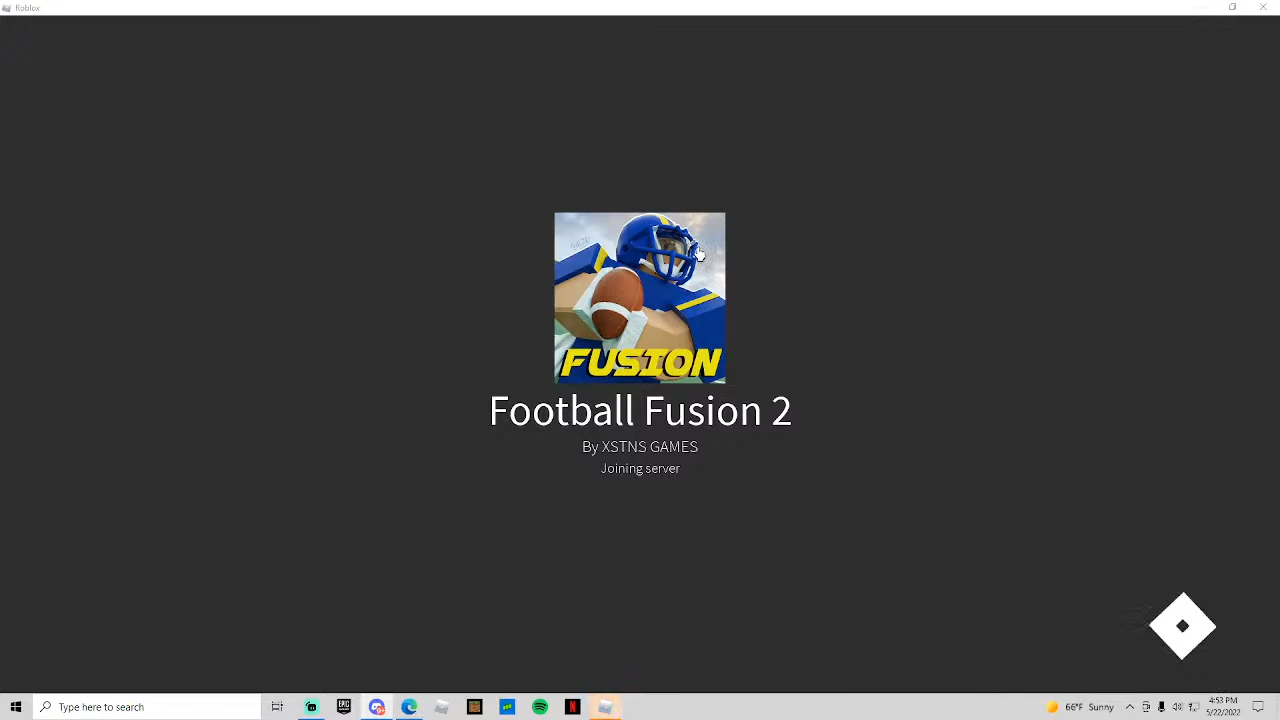 Roblox
FUSION
Football Fusion 2
By XSTNS GAMES
Joining server
Type here to search
EPIC
N
66°F Sunny
4:53 PM
5/22/2022